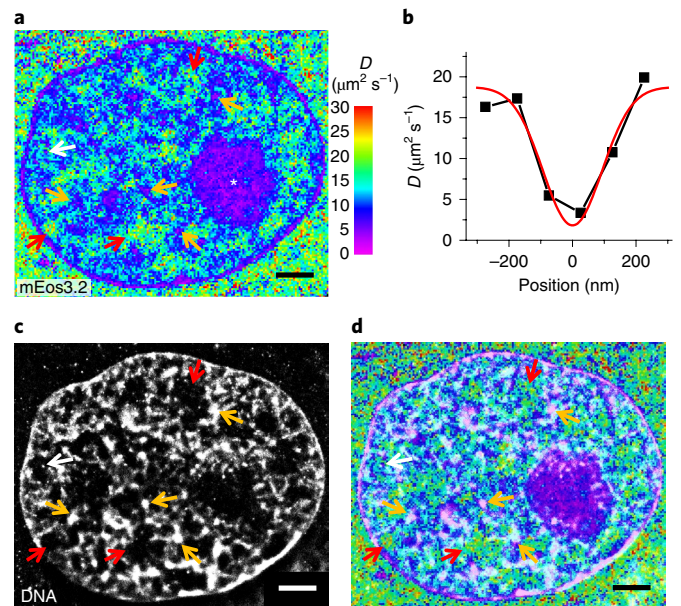 a
D
(μm² s⁻¹)
30
25
20
15
10
5
0
*
mEos3.2
b
D (μm² s⁻¹)
20
15
10
5
0
−200
0
200
Position (nm)
c
DNA
d